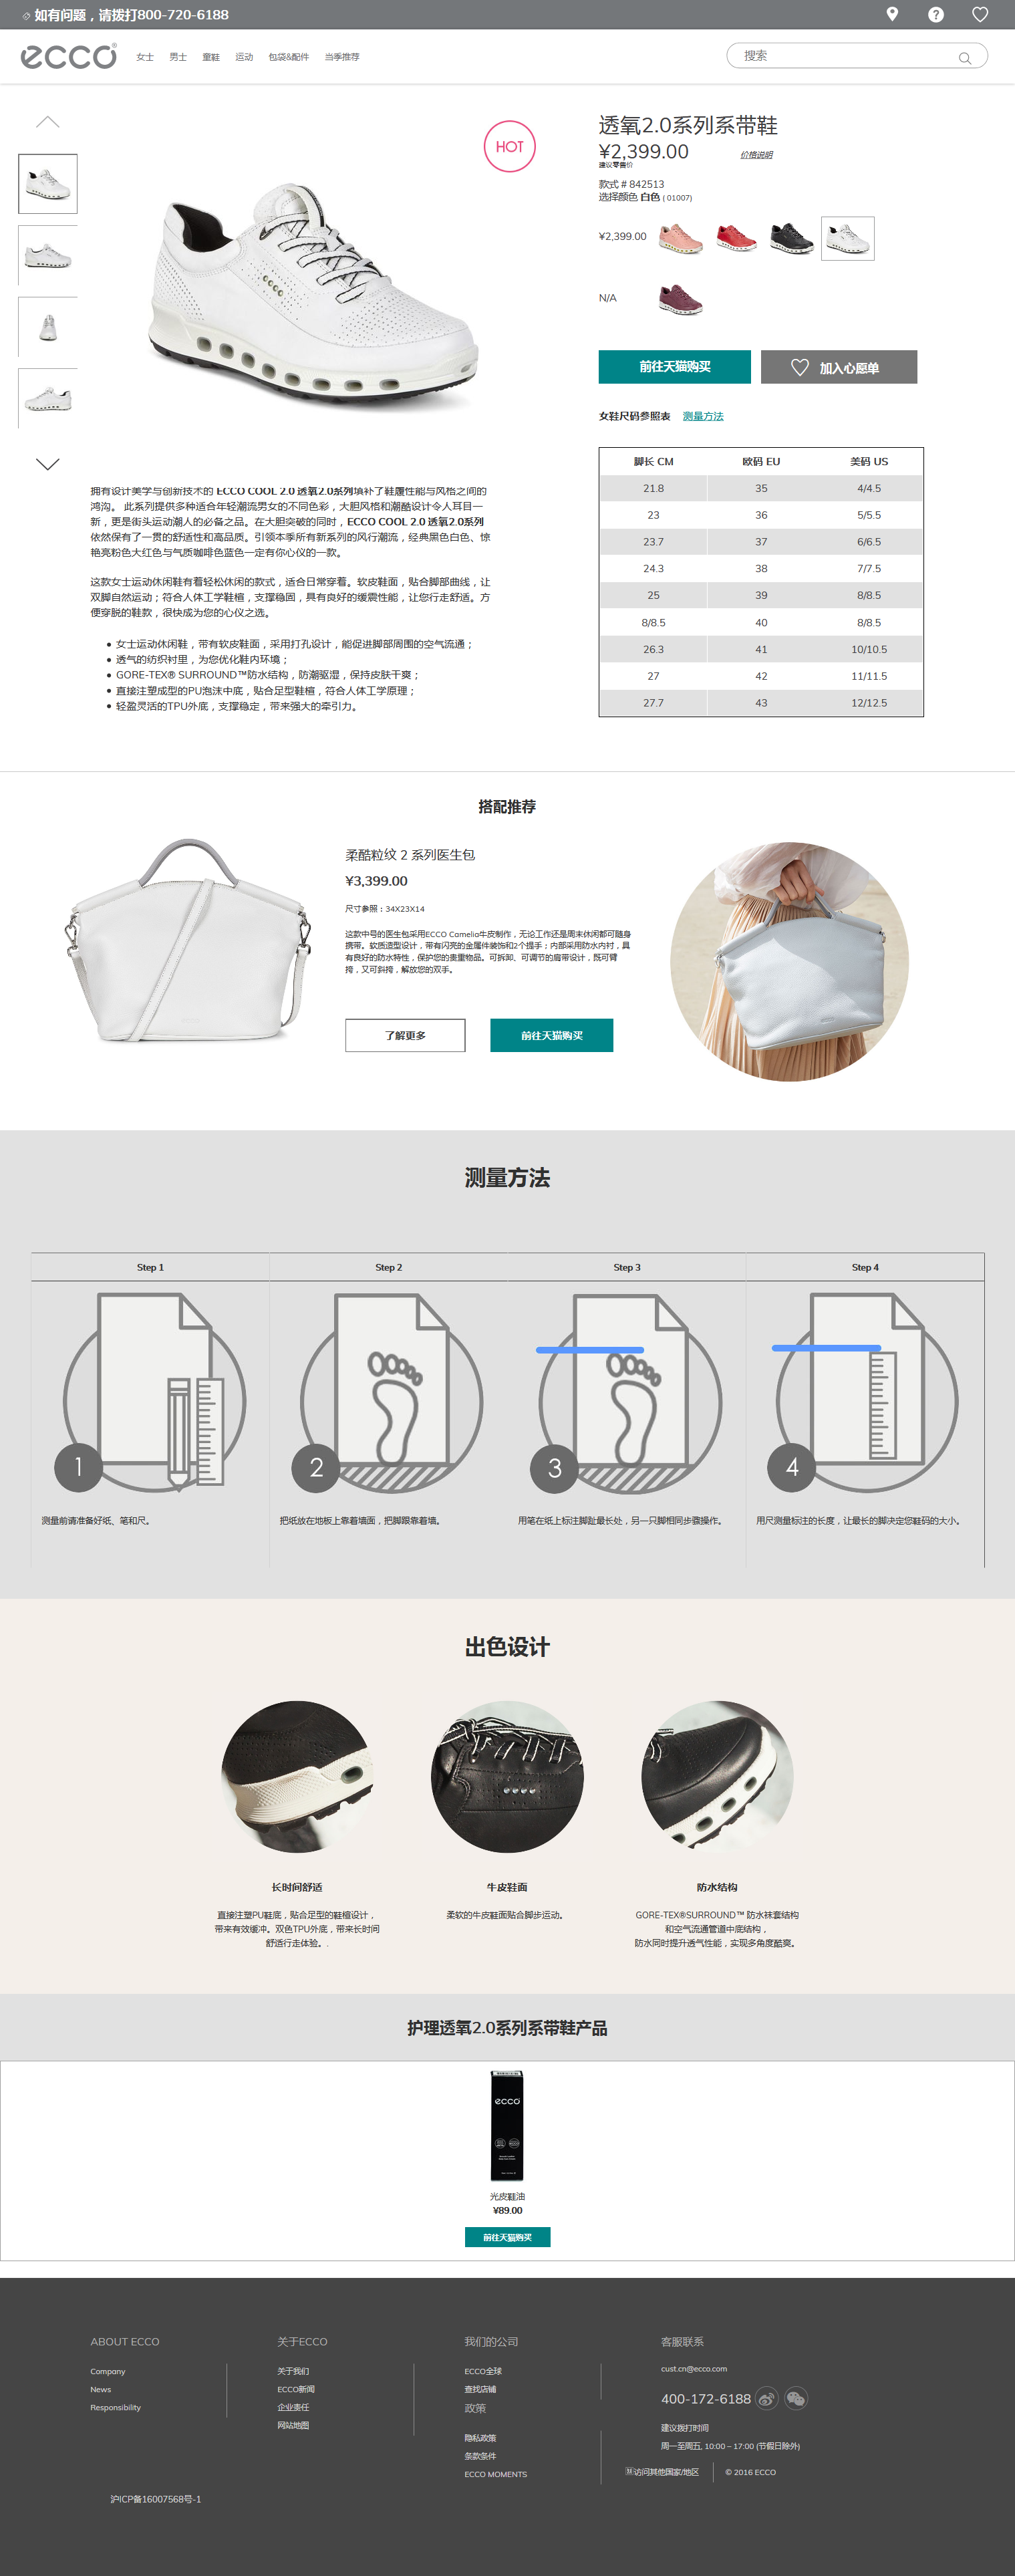 如有问题，请拨打800-720-6188
ecco
女士 男士 童鞋 运动 包袋&配件 当季推荐
搜索
HOT
透氧2.0系列系带鞋
¥2,399.00 价格说明
建议零售价
款式 # 842513
选择颜色 白色 ( 01007)
¥2,399.00
N/A
前往天猫购买 加入心愿单
女鞋尺码参照表 测量方法
脚长 CM 欧码 EU 美码 US
21.8 35 4/4.5
23 36 5/5.5
23.7 37 6/6.5
24.3 38 7/7.5
25 39 8/8.5
8/8.5 40 8/8.5
26.3 41 10/10.5
27 42 11/11.5
27.7 43 12/12.5
拥有设计美学与创新技术的 ECCO COOL 2.0 透氧2.0系列填补了鞋履性能与风格之间的
鸿沟。 此系列提供多种适合年轻潮流男女的不同色彩，大胆风格和潮酷设计令人耳目一
新，更是街头运动潮人的必备之品。在大胆突破的同时，ECCO COOL 2.0 透氧2.0系列
依然保有了一贯的舒适性和高品质。引领本季所有新系列的风行潮流，经典黑色白色、惊
艳亮粉色大红色与气质咖啡色蓝色一定有你心仪的一款。
这款女士运动休闲鞋有着轻松休闲的款式，适合日常穿着。软皮鞋面，贴合脚部曲线，让
双脚自然运动；符合人体工学鞋楦，支撑稳固，具有良好的缓震性能，让您行走舒适。方
便穿脱的鞋款，很快成为您的心仪之选。
女士运动休闲鞋，带有软皮鞋面，采用打孔设计，能促进脚部周围的空气流通；
透气的纺织衬里，为您优化鞋内环境；
GORE-TEX® SURROUND™防水结构，防潮驱湿，保持皮肤干爽；
直接注塑成型的PU泡沫中底，贴合足型鞋楦，符合人体工学原理；
轻盈灵活的TPU外底，支撑稳定，带来强大的牵引力。
搭配推荐
柔酷粒纹 2 系列医生包
¥3,399.00
尺寸参照：34X23X14
这款中号的医生包采用ECCO Camelia牛皮制作，无论工作还是周末休闲都可随身
携带。软质造型设计，带有闪亮的金属件装饰和2个提手；内部采用防水内衬，具
有良好的防水特性，保护您的贵重物品。可拆卸、可调节的肩带设计，既可臂
挎，又可斜挎，解放您的双手。
了解更多 前往天猫购买
测量方法
Step 1 Step 2 Step 3 Step 4
1 2 3 4
测量前请准备好纸、笔和尺。
把纸放在地板上靠着墙面，把脚跟靠着墙。
用笔在纸上标注脚趾最长处，另一只脚相同步骤操作。
用尺测量标注的长度，让最长的脚决定您鞋码的大小。
出色设计
长时间舒适
直接注塑PU鞋底，贴合足型的鞋楦设计，
带来有效缓冲。双色TPU外底，带来长时间
舒适行走体验。.
牛皮鞋面
柔软的牛皮鞋面贴合脚步运动。
防水结构
GORE-TEX®SURROUND™ 防水袜套结构
和空气流通管道中底结构，
防水同时提升透气性能，实现多角度酷爽。
护理透氧2.0系列系带鞋产品
ecco
光皮鞋油
¥89.00
前往天猫购买
ABOUT ECCO
Company
News
Responsibility
关于ECCO
关于我们
ECCO新闻
企业责任
网站地图
我们的公司
ECCO全球
查找店铺
政策
隐私政策
条款条件
ECCO MOMENTS
客服联系
cust.cn@ecco.com
400-172-6188
建议拨打时间
周一至周五, 10:00 – 17:00 (节假日除外)
访问其他国家/地区 © 2016 ECCO
沪ICP备16007568号-1